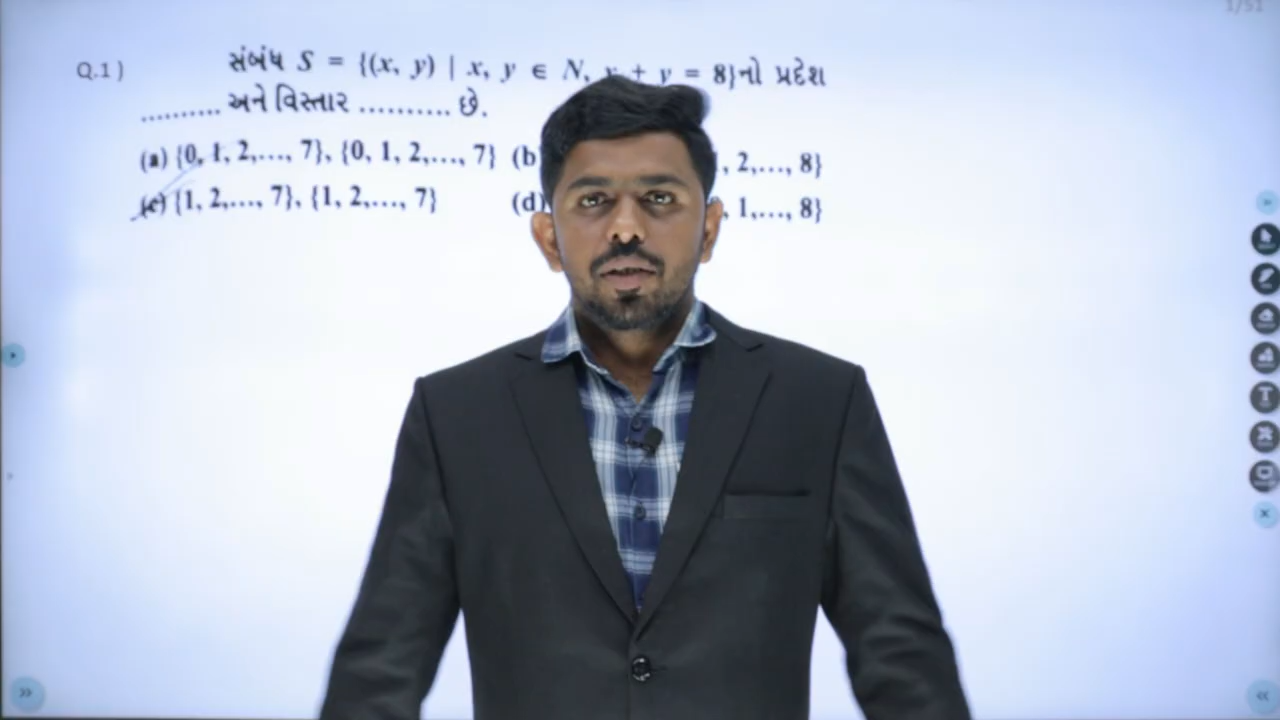 1/51
Q.1) સંબંધ S = {(x, y) | x, y ∈ N, x + y = 8}નો પ્રદેશ
.......... અને વિસ્તાર .......... છે.
(a) {0, 1, 2,..., 7}, {0, 1, 2,..., 7} (b , 2,..., 8}
(c) {1, 2,..., 7}, {1, 2,..., 7} (d) , 1,..., 8}